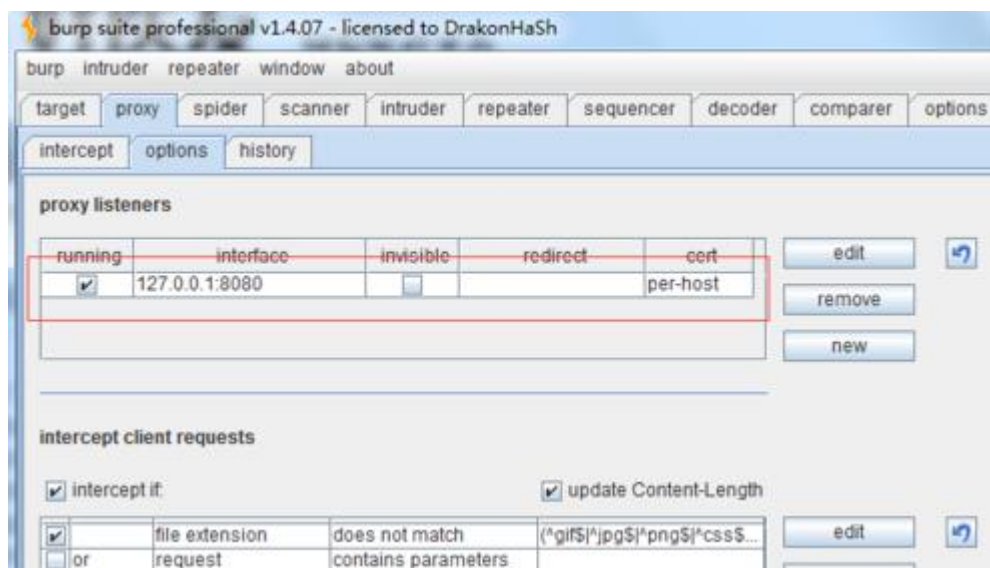 burp suite professional v1.4.07 - licensed to DrakonHaSh
burp intruder repeater window about
target proxy spider scanner intruder repeater sequencer decoder comparer options
intercept options history
proxy listeners
running interface invisible redirect cert
127.0.0.1:8080 per-host
edit
remove
new
intercept client requests
intercept if: update Content-Length
file extension does not match (^gif$|^jpg$|^png$|^css$...
edit
or request contains parameters